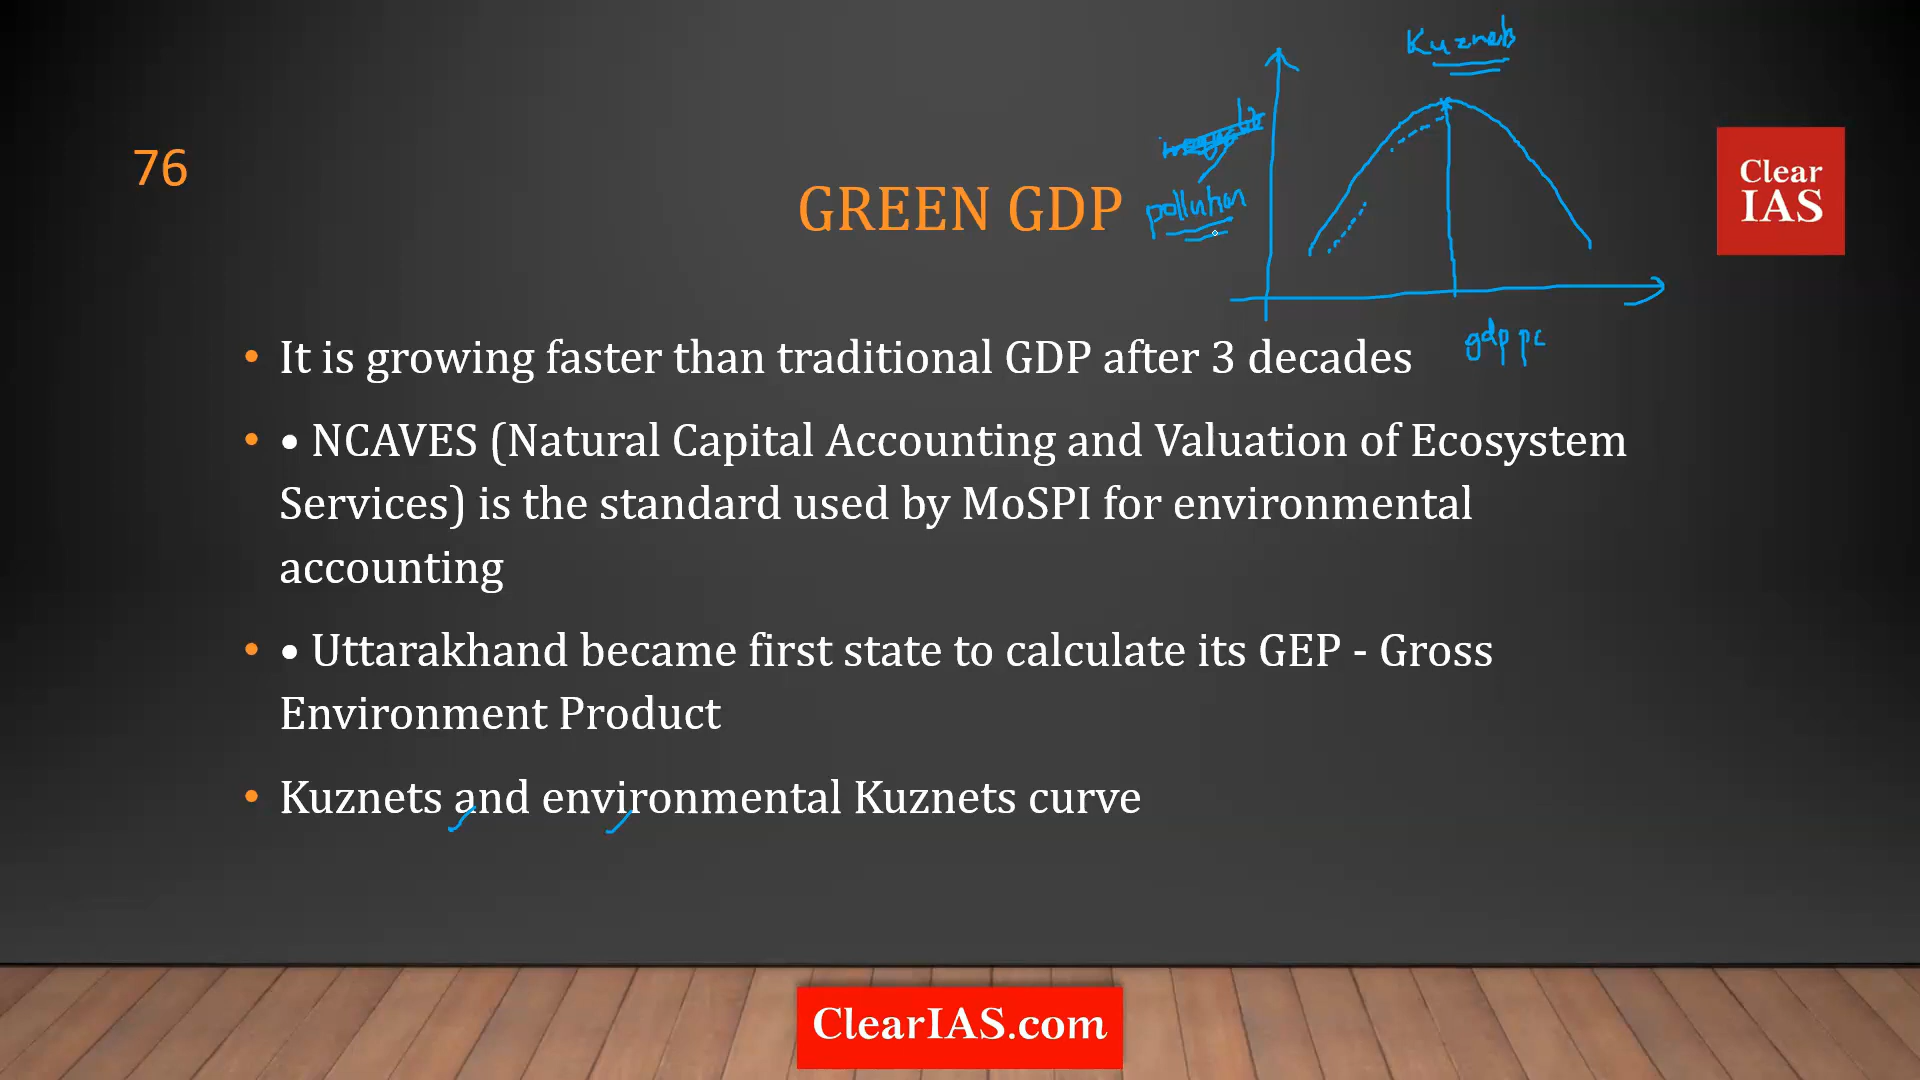 Kuznets
76
Clear
IAS
GREEN GDP
pollution
gdp pc
• It is growing faster than traditional GDP after 3 decades
• • NCAVES (Natural Capital Accounting and Valuation of Ecosystem
Services) is the standard used by MoSPI for environmental
accounting
• • Uttarakhand became first state to calculate its GEP - Gross
Environment Product
• Kuznets and environmental Kuznets curve
ClearIAS.com